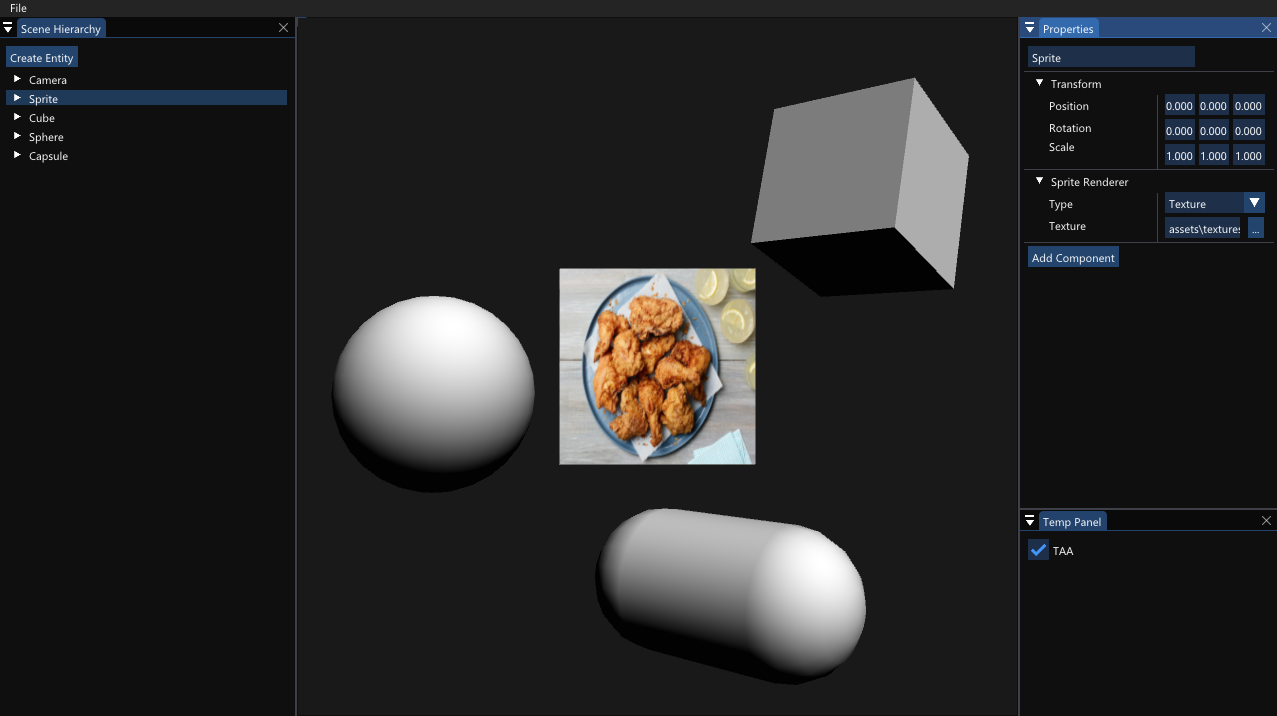 File
Scene Hierarchy
Create Entity
Camera
Sprite
Cube
Sphere
Capsule
Properties
Sprite
Transform
Position 0.000 0.000 0.000
Rotation 0.000 0.000 0.000
Scale 1.000 1.000 1.000
Sprite Renderer
Type Texture
Texture assets\textures ...
Add Component
Temp Panel
TAA